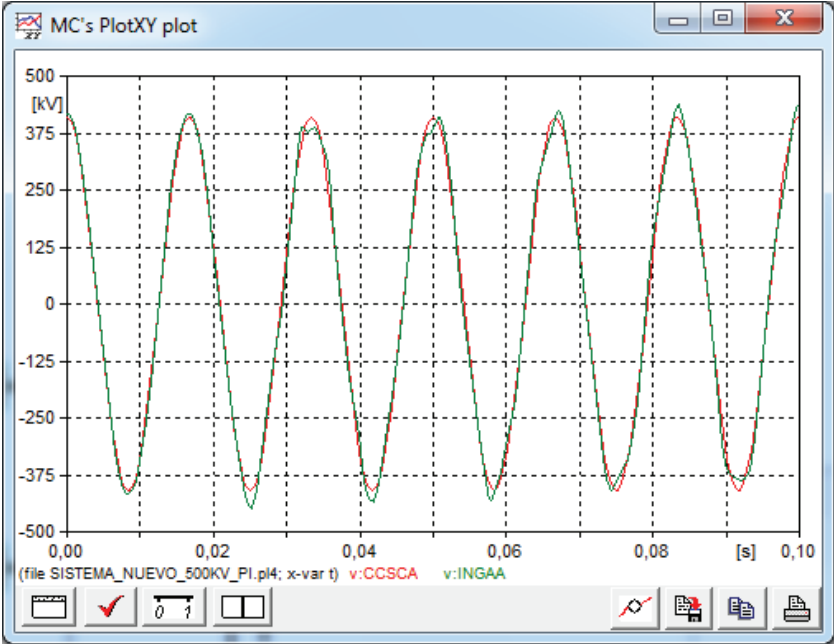 MC's PlotXY plot
500
[kV]
375
250
125
0
-125
-250
-375
-500
0,00 0,02 0,04 0,06 0,08 [s] 0,10
(file SISTEMA_NUEVO_500KV_PI.pl4; x-var t) v:CCSCA v:INGAA
0 1